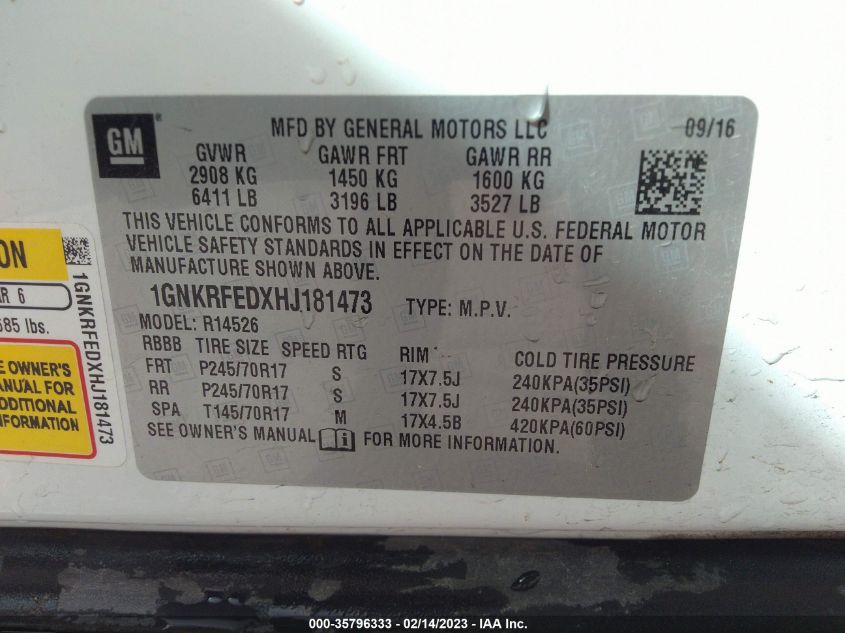 GM ®
MFD BY GENERAL MOTORS LLC 09/16
GVWR GAWR FRT GAWR RR
2908 KG 1450 KG 1600 KG
6411 LB 3196 LB 3527 LB
THIS VEHICLE CONFORMS TO ALL APPLICABLE U.S. FEDERAL MOTOR
VEHICLE SAFETY STANDARDS IN EFFECT ON THE DATE OF
MANUFACTURE SHOWN ABOVE.
1GNKRFEDXHJ181473 TYPE: M.P.V.
MODEL: R14526
RBBB TIRE SIZE SPEED RTG RIM COLD TIRE PRESSURE
FRT P245/70R17 S 17X7.5J 240KPA(35PSI)
RR P245/70R17 S 17X7.5J 240KPA(35PSI)
SPA T145/70R17 M 17X4.5B 420KPA(60PSI)
SEE OWNER'S MANUAL FOR MORE INFORMATION.
ON
R 6
685 lbs.
E OWNER'S
ANUAL FOR
DDITIONAL
FORMATION
1GNKRFEDXHJ181473
000-35796333 - 02/14/2023 - IAA Inc.